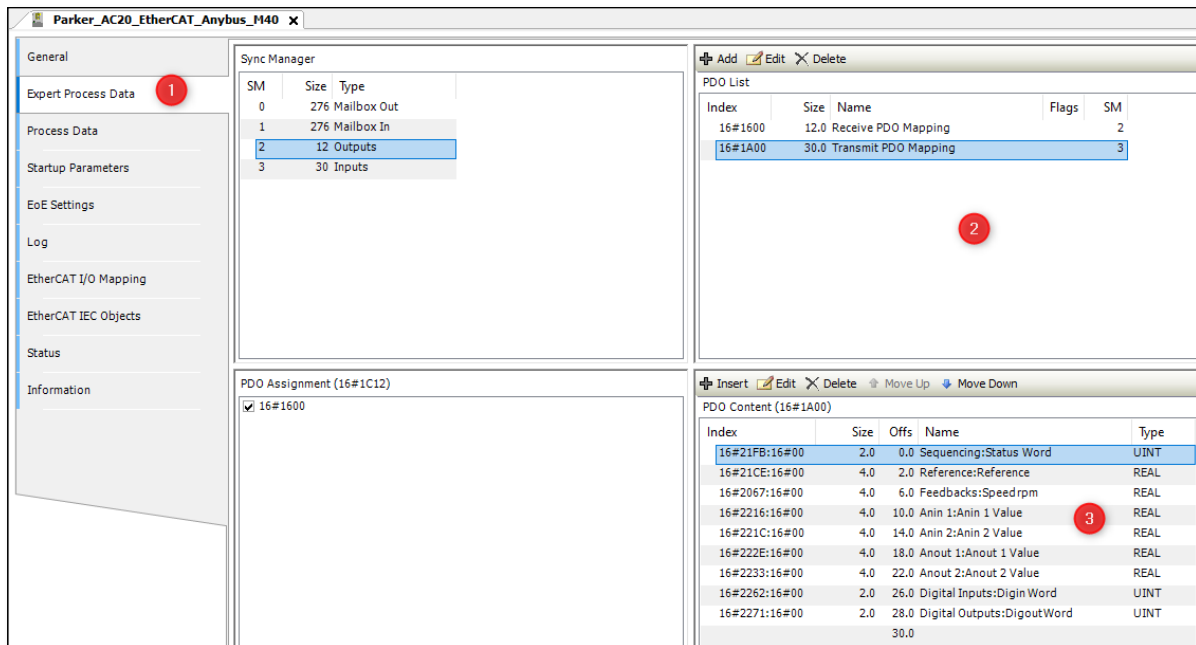 Parker_AC20_EtherCAT_Anybus_M40
General
Expert Process Data
1
Process Data
Startup Parameters
EoE Settings
Log
EtherCAT I/O Mapping
EtherCAT IEC Objects
Status
Information
Sync Manager
SM Size Type
0 276 Mailbox Out
1 276 Mailbox In
2 12 Outputs
3 30 Inputs
Add Edit Delete
PDO List
Index Size Name Flags SM
16#1600 12.0 Receive PDO Mapping 2
16#1A00 30.0 Transmit PDO Mapping 3
2
PDO Assignment (16#1C12)
16#1600
Insert Edit Delete Move Up Move Down
PDO Content (16#1A00)
Index Size Offs Name Type
16#21FB:16#00 2.0 0.0 Sequencing:Status Word UINT
16#21CE:16#00 4.0 2.0 Reference:Reference REAL
16#2067:16#00 4.0 6.0 Feedbacks:Speed rpm REAL
16#2216:16#00 4.0 10.0 Anin 1:Anin 1 Value REAL
16#221C:16#00 4.0 14.0 Anin 2:Anin 2 Value REAL
16#222E:16#00 4.0 18.0 Anout 1:Anout 1 Value REAL
16#2233:16#00 4.0 22.0 Anout 2:Anout 2 Value REAL
16#2262:16#00 2.0 26.0 Digital Inputs:Digin Word UINT
16#2271:16#00 2.0 28.0 Digital Outputs:Digout Word UINT
30.0
3